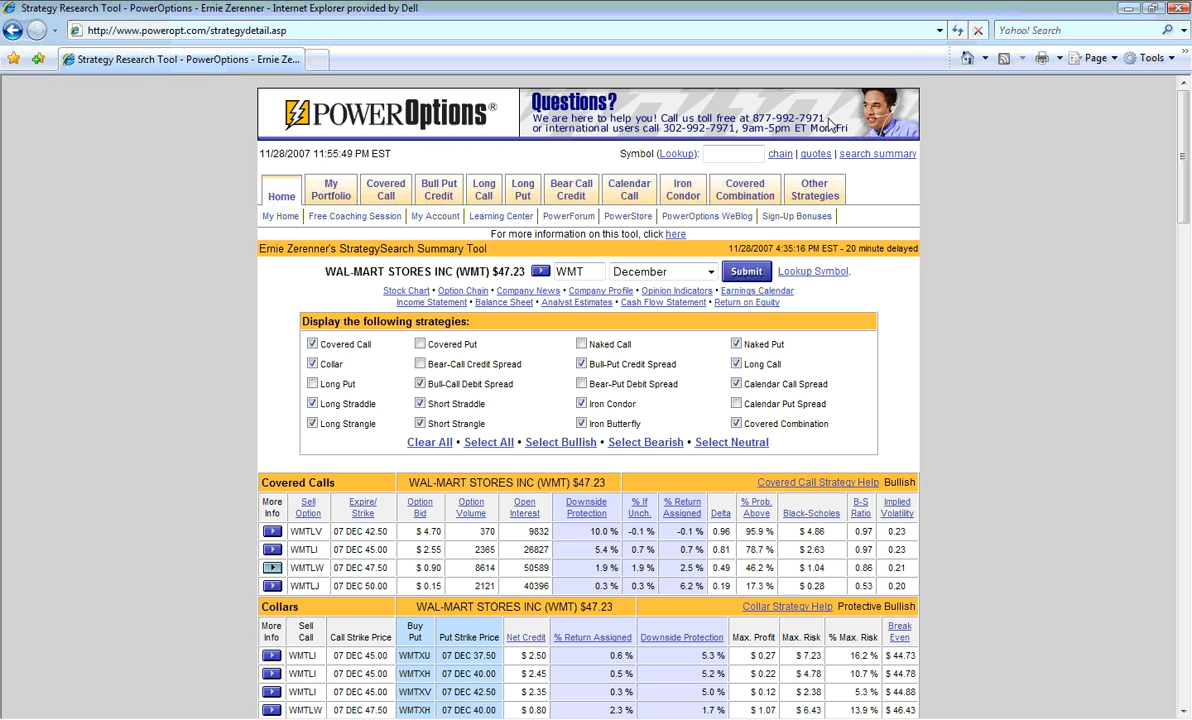 Strategy Research Tool - PowerOptions - Ernie Zerenner - Internet Explorer provided by Dell
http://www.poweropt.com/strategydetail.asp
Yahoo! Search
Strategy Research Tool - PowerOptions - Ernie Ze...
Page
Tools
POWEROptions®
Questions?
We are here to help you! Call us toll free at 877-992-7971
or international users call 302-992-7971, 9am-5pm ET Mon-Fri
11/28/2007 11:55:49 PM EST
Symbol (Lookup): chain | quotes | search summary
Home
My Portfolio
Covered Call
Bull Put Credit
Long Call
Long Put
Bear Call Credit
Calendar Call
Iron Condor
Covered Combination
Other Strategies
My Home | Free Coaching Session | My Account | Learning Center | PowerForum | PowerStore | PowerOptions WeBlog | Sign-Up Bonuses |
For more information on this tool, click here
Ernie Zerenner's StrategySearch Summary Tool 11/28/2007 4:35:16 PM EST - 20 minute delayed
WAL-MART STORES INC (WMT) $47.23 WMT December Submit Lookup Symbol.
Stock Chart • Option Chain • Company News • Company Profile • Opinion Indicators • Earnings Calendar
Income Statement • Balance Sheet • Analyst Estimates • Cash Flow Statement • Return on Equity
Display the following strategies:
Covered Call Covered Put Naked Call Naked Put
Collar Bear-Call Credit Spread Bull-Put Credit Spread Long Call
Long Put Bull-Call Debit Spread Bear-Put Debit Spread Calendar Call Spread
Long Straddle Short Straddle Iron Condor Calendar Put Spread
Long Strangle Short Strangle Iron Butterfly Covered Combination
Clear All • Select All • Select Bullish • Select Bearish • Select Neutral
Covered Calls WAL-MART STORES INC (WMT) $47.23 Covered Call Strategy Help Bullish
More Info Sell Option Expire/ Strike Option Bid Option Volume Open Interest Downside Protection % If Unch. % Return Assigned Delta % Prob. Above Black-Scholes B-S Ratio Implied Volatility
WMTLV 07 DEC 42.50 $ 4.70 370 9832 10.0 % -0.1 % -0.1 % 0.96 95.9 % $ 4.86 0.97 0.23
WMTLI 07 DEC 45.00 $ 2.55 2365 26827 5.4 % 0.7 % 0.7 % 0.81 78.7 % $ 2.63 0.97 0.23
WMTLW 07 DEC 47.50 $ 0.90 8614 50589 1.9 % 1.9 % 2.5 % 0.49 46.2 % $ 1.04 0.86 0.21
WMTLJ 07 DEC 50.00 $ 0.15 2121 40396 0.3 % 0.3 % 6.2 % 0.19 17.3 % $ 0.28 0.53 0.20
Collars WAL-MART STORES INC (WMT) $47.23 Collar Strategy Help Protective Bullish
More Info Sell Call Call Strike Price Buy Put Put Strike Price Net Credit % Return Assigned Downside Protection Max. Profit Max. Risk % Max. Risk Break Even
WMTLI 07 DEC 45.00 WMTXU 07 DEC 37.50 $ 2.50 0.6 % 5.3 % $ 0.27 $ 7.23 16.2 % $ 44.73
WMTLI 07 DEC 45.00 WMTXH 07 DEC 40.00 $ 2.45 0.5 % 5.2 % $ 0.22 $ 4.78 10.7 % $ 44.78
WMTLI 07 DEC 45.00 WMTXV 07 DEC 42.50 $ 2.35 0.3 % 5.0 % $ 0.12 $ 2.38 5.3 % $ 44.88
WMTLW 07 DEC 47.50 WMTXH 07 DEC 40.00 $ 0.80 2.3 % 1.7 % $ 1.07 $ 6.43 13.9 % $ 46.43